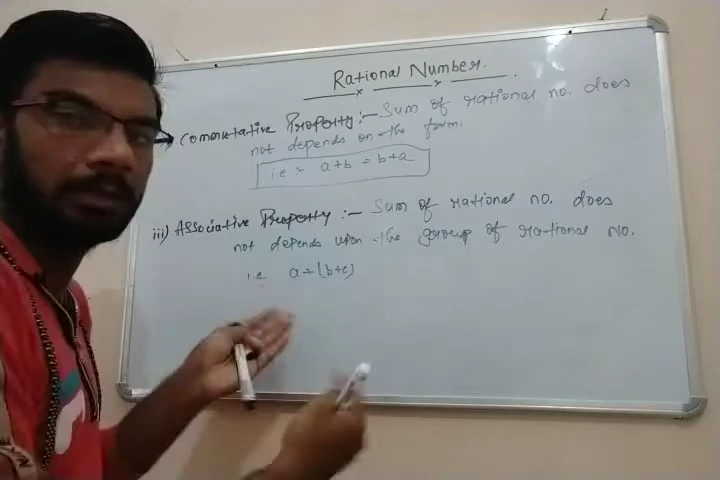 Rational Number.
Commutative Property :- Sum of rational no. does
not depends on the form.
i.e :- a+b = b+a
iii) Associative Property :- Sum of rational no. does
not depends upon the group of rational no.
i.e a+(b+c)